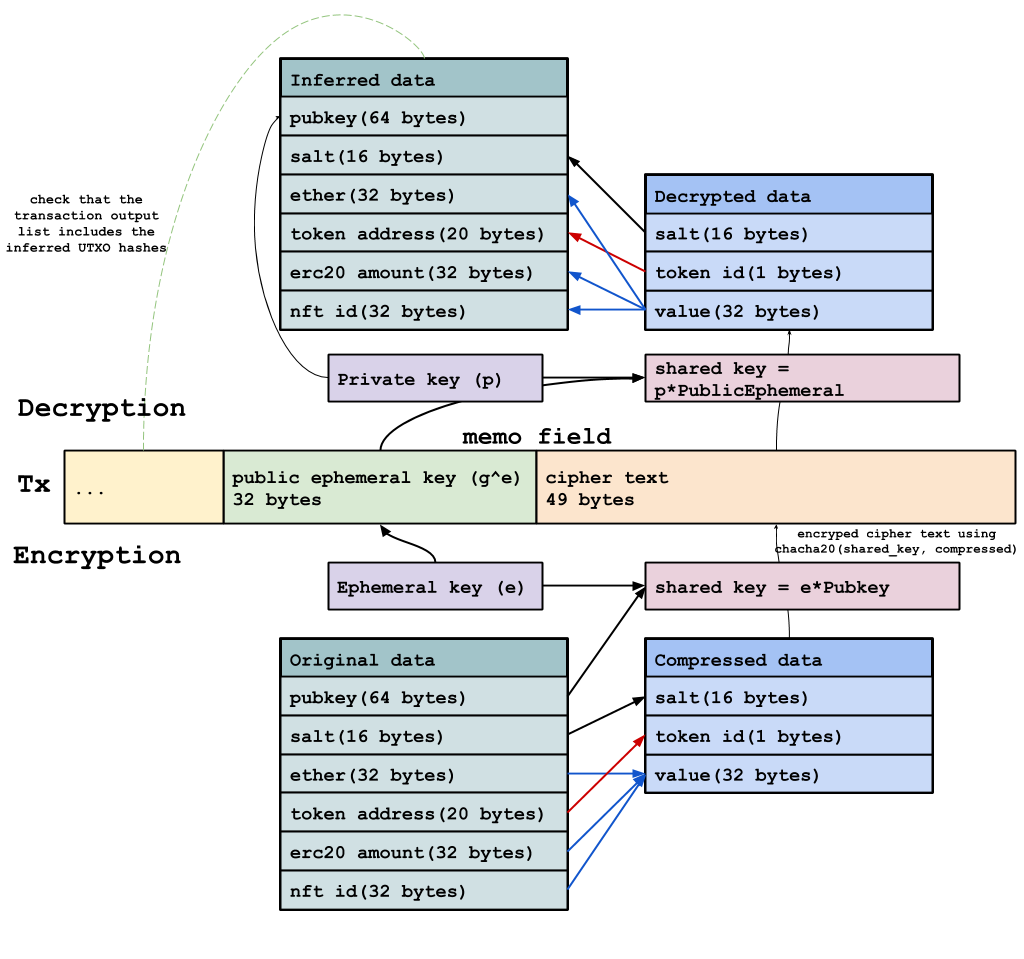 Inferred data
pubkey(64 bytes)
salt(16 bytes)
ether(32 bytes)
token address(20 bytes)
erc20 amount(32 bytes)
nft id(32 bytes)
check that the
transaction output
list includes the
inferred UTXO hashes
Decrypted data
salt(16 bytes)
token id(1 bytes)
value(32 bytes)
Private key (p)
shared key =
p*PublicEphemeral
Decryption
memo field
Tx
...
public ephemeral key (g^e)
32 bytes
cipher text
49 bytes
Encryption
encryped cipher text using
chacha20(shared_key, compressed)
Ephemeral key (e)
shared key = e*Pubkey
Original data
pubkey(64 bytes)
salt(16 bytes)
ether(32 bytes)
token address(20 bytes)
erc20 amount(32 bytes)
nft id(32 bytes)
Compressed data
salt(16 bytes)
token id(1 bytes)
value(32 bytes)